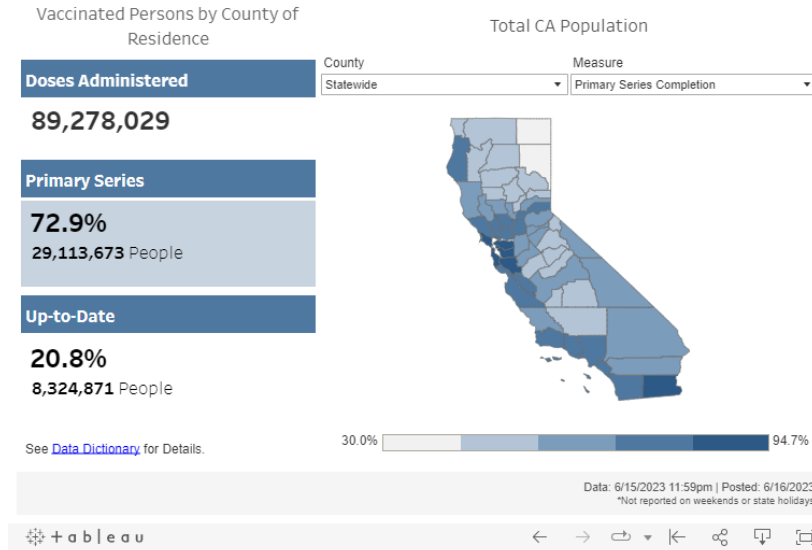 Vaccinated Persons by County of
Residence
Total CA Population
Doses Administered
89,278,029
Primary Series
72.9%
29,113,673 People
Up-to-Date
20.8%
8,324,871 People
See Data Dictionary for Details.
County
Statewide
Measure
Primary Series Completion
30.0%
94.7%
Data: 6/15/2023 11:59pm | Posted: 6/16/2023
*Not reported on weekends or state holidays
+ a b | e a u